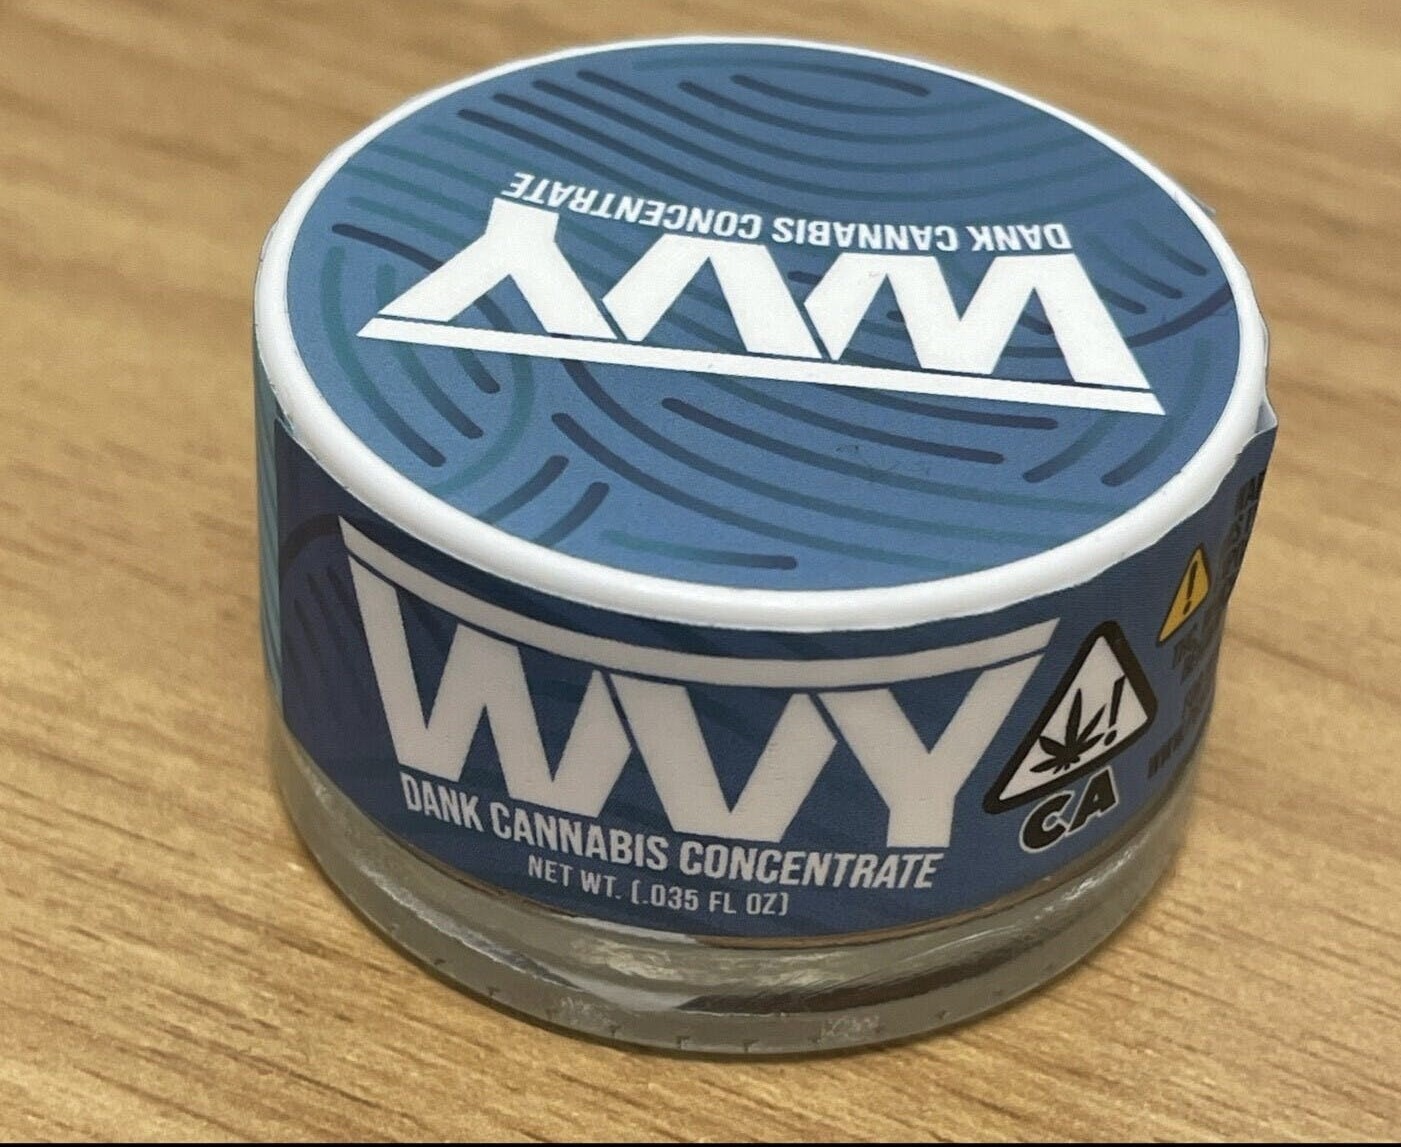 DANK CANNABIS CONCENTRATE
WVY
WVY
DANK CANNABIS CONCENTRATE
NET WT. (.035 FL OZ)
CA